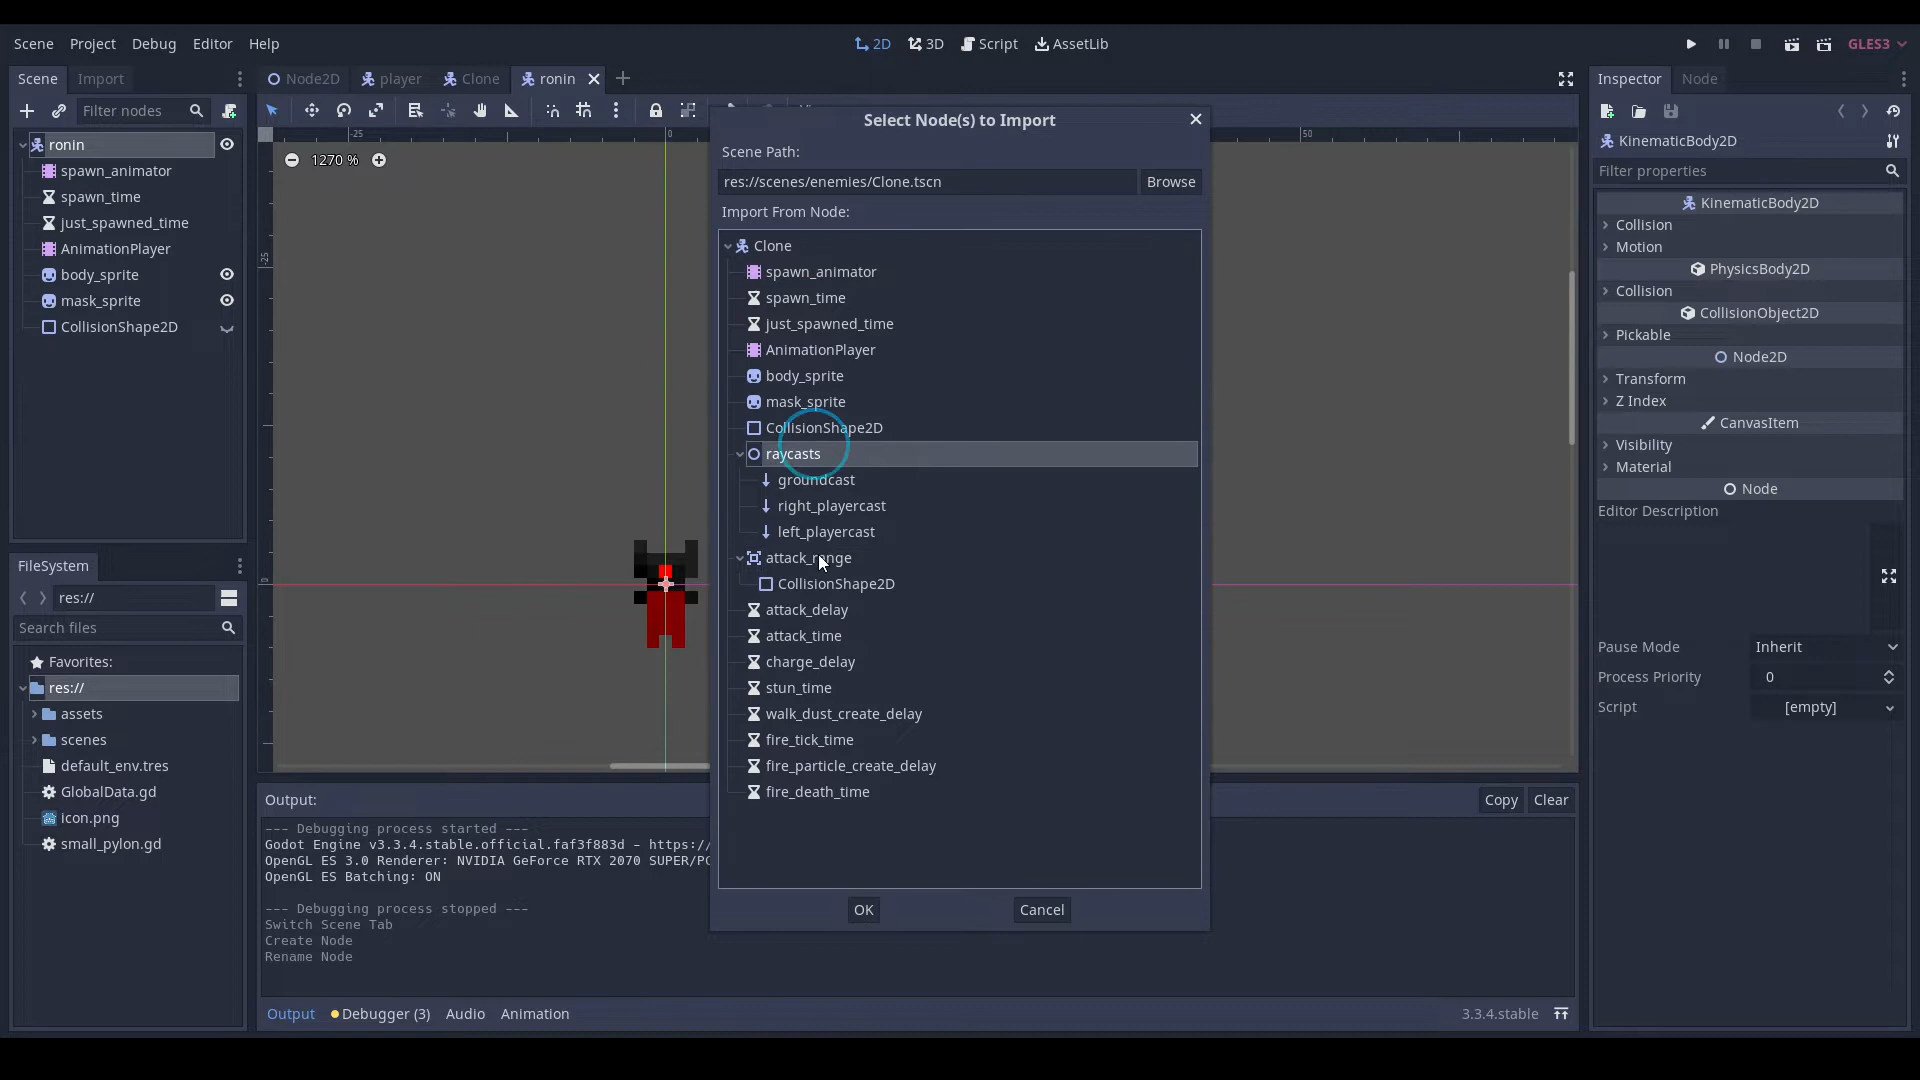 Scene Project Debug Editor Help
2D 3D Script AssetLib
GLES3
Scene Import
Filter nodes
ronin
spawn_animator
spawn_time
just_spawned_time
AnimationPlayer
body_sprite
mask_sprite
CollisionShape2D
FileSystem
res://
Search files
Favorites:
res://
assets
scenes
default_env.tres
GlobalData.gd
icon.png
small_pylon.gd
Node2D player Clone ronin
-25 0 50
1270 %
-25
0
Select Node(s) to Import
Scene Path:
res://scenes/enemies/Clone.tscn Browse
Import From Node:
Clone
spawn_animator
spawn_time
just_spawned_time
AnimationPlayer
body_sprite
mask_sprite
CollisionShape2D
raycasts
groundcast
right_playercast
left_playercast
attack_range
CollisionShape2D
attack_delay
attack_time
charge_delay
stun_time
walk_dust_create_delay
fire_tick_time
fire_particle_create_delay
fire_death_time
OK Cancel
Output: Copy Clear
--- Debugging process started ---
Godot Engine v3.3.4.stable.official.faf3f883d - https:/
OpenGL ES 3.0 Renderer: NVIDIA GeForce RTX 2070 SUPER/PC
OpenGL ES Batching: ON
--- Debugging process stopped ---
Switch Scene Tab
Create Node
Rename Node
Output Debugger (3) Audio Animation 3.3.4.stable
Inspector Node
KinematicBody2D
Filter properties
KinematicBody2D
Collision
Motion
PhysicsBody2D
Collision
CollisionObject2D
Pickable
Node2D
Transform
Z Index
CanvasItem
Visibility
Material
Node
Editor Description
Pause Mode Inherit
Process Priority 0
Script [empty]